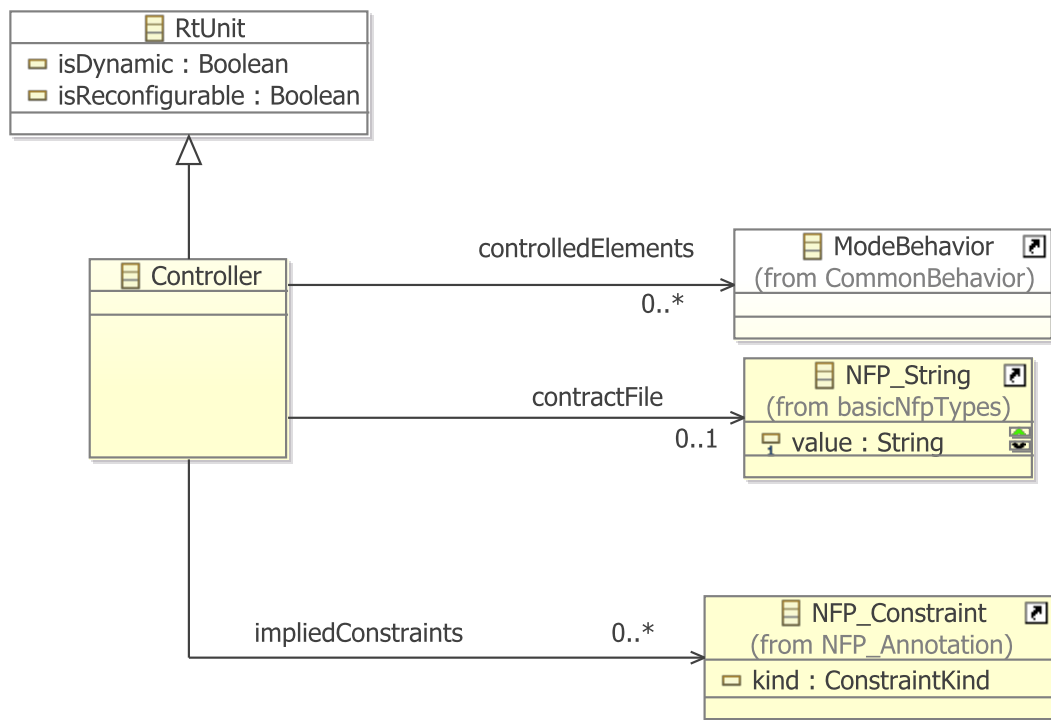 RtUnit
isDynamic : Boolean
isReconfigurable : Boolean
controlledElements
0..*
ModeBehavior
(from CommonBehavior)
Controller
contractFile
0..1
NFP_String
(from basicNfpTypes)
1 value : String
impliedConstraints
0..*
NFP_Constraint
(from NFP_Annotation)
kind : ConstraintKind